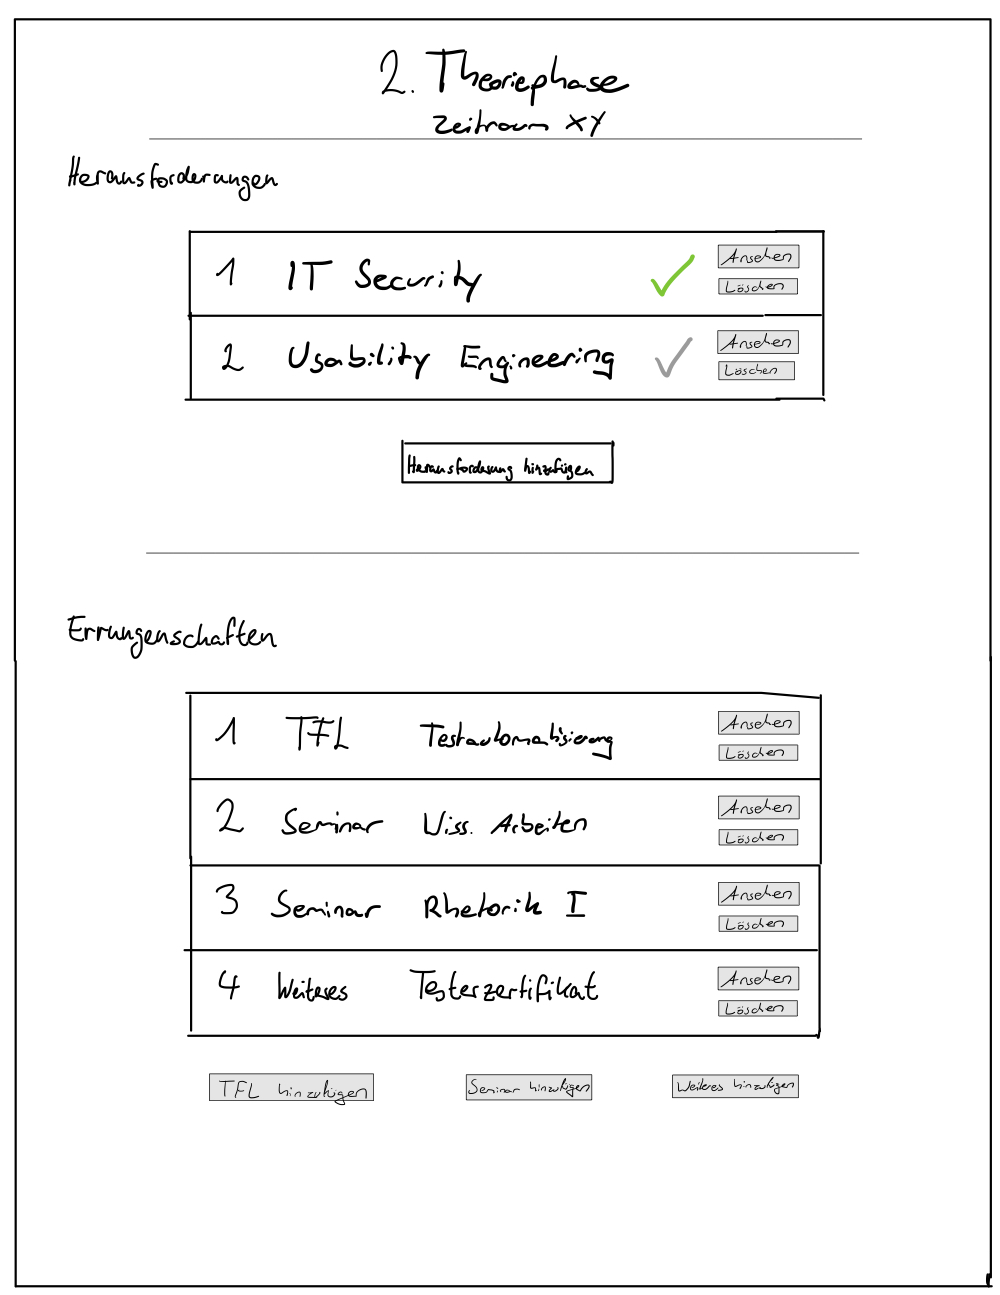 2. Theoriephase
Zeitraum XY
Herausforderungen
1 IT Security Ansehen
Löschen
2 Usability Engineering Ansehen
Löschen
Herausforderung hinzufügen
Errungenschaften
1 TFL Testautomatisierung Ansehen
Löschen
2 Seminar Wiss. Arbeiten Ansehen
Löschen
3 Seminar Rhetorik I Ansehen
Löschen
4 Weiteres Testerzertifikat Ansehen
Löschen
TFL hinzufügen Seminar hinzufügen Weiteres hinzufügen